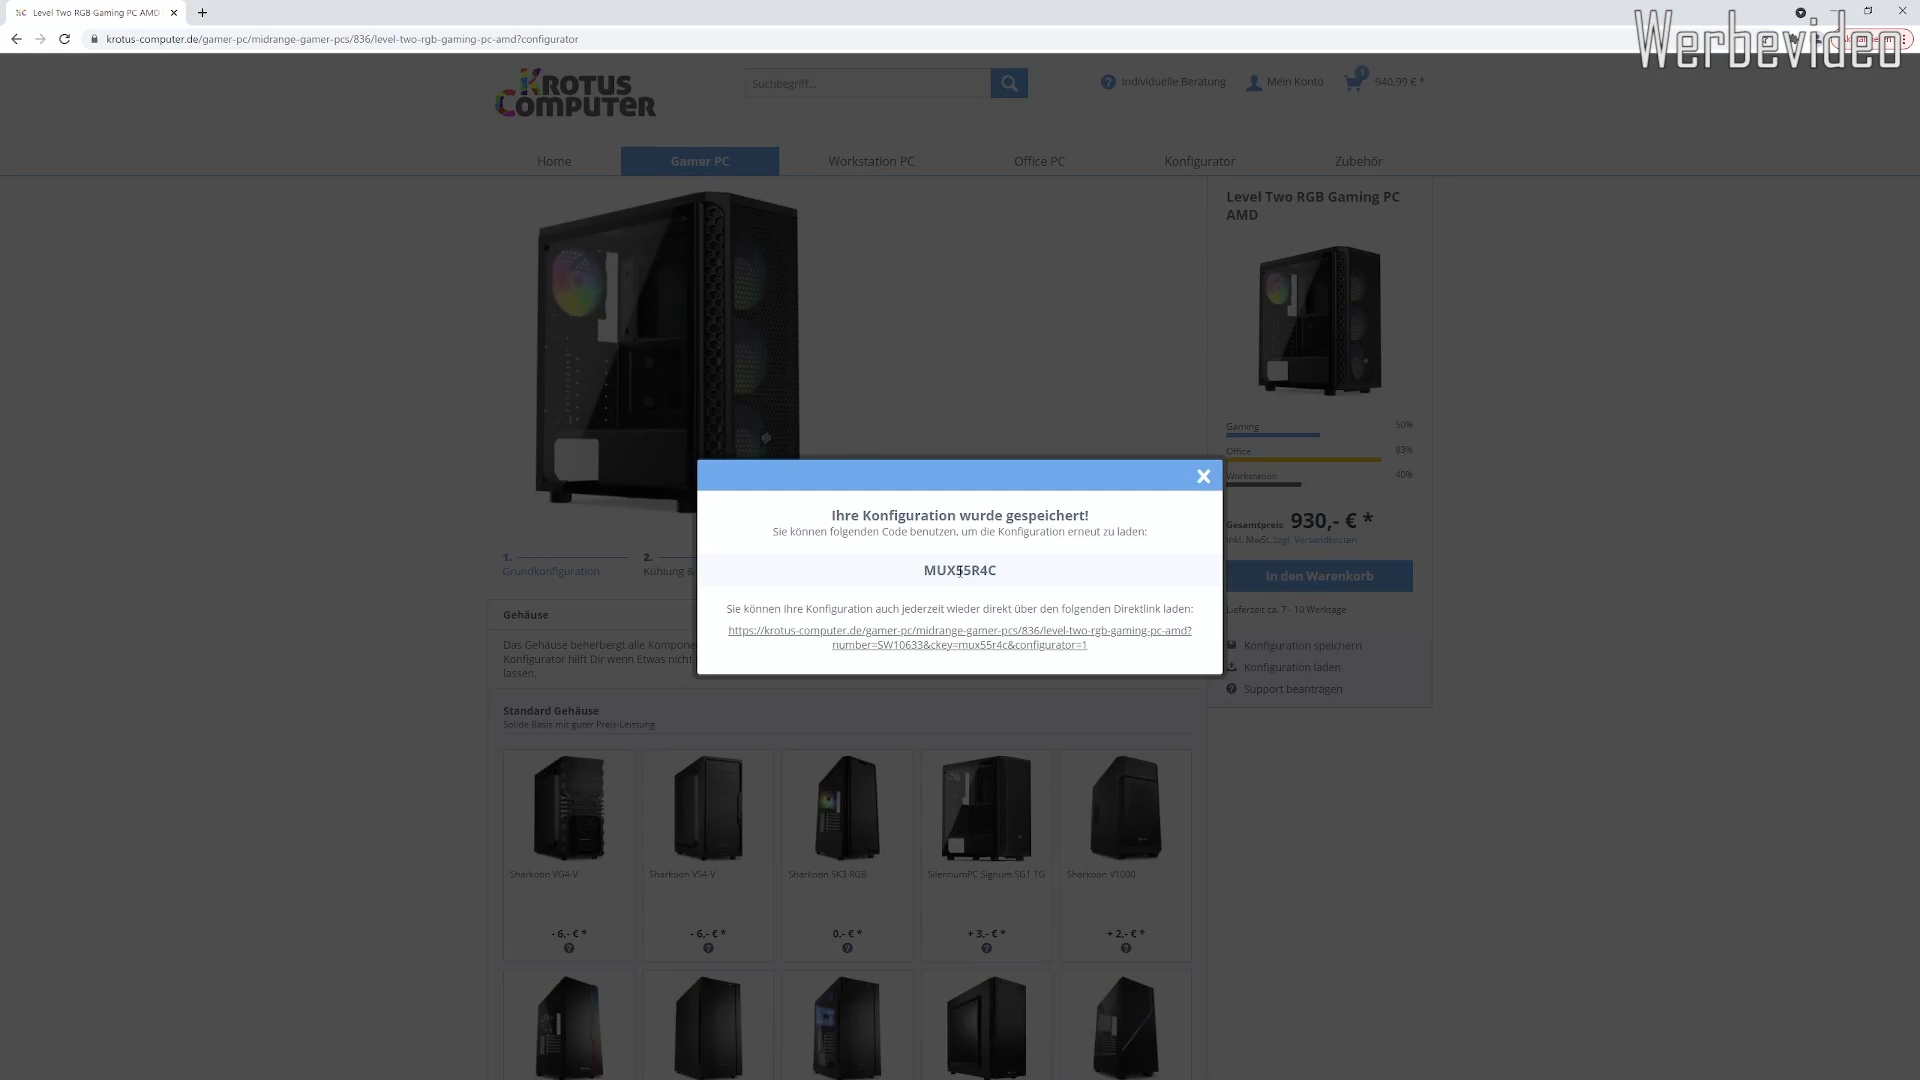 Level Two RGB Gaming PC AMD
krotus-computer.de/gamer-pc/midrange-gamer-pcs/836/level-two-rgb-gaming-pc-amd?configurator
Werbevideo
KROTUS
COMPUTER
Suchbegriff...
Individuelle Beratung
Mein Konto
1
940,99 € *
Home
Gamer PC
Workstation PC
Office PC
Konfigurator
Zubehör
Level Two RGB Gaming PC
AMD
Gaming
50%
Office
83%
Workstation
40%
Gesamtpreis 930,- € *
inkl. MwSt. zzgl. Versandkosten
In den Warenkorb
Lieferzeit ca. 7 - 10 Werktage
Konfiguration speichern
Konfiguration laden
Support beantragen
Ihre Konfiguration wurde gespeichert!
Sie können folgenden Code benutzen, um die Konfiguration erneut zu laden:
MUX55R4C
Sie können Ihre Konfiguration auch jederzeit wieder direkt über den folgenden Direktlink laden:
https://krotus-computer.de/gamer-pc/midrange-gamer-pcs/836/level-two-rgb-gaming-pc-amd?
number=SW10633&ckey=mux55r4c&configurator=1
1.
Grundkonfiguration
2.
Kühlung &
Gehäuse
Das Gehäuse beherbergt alle
Konfigurator hilft Dir wenn Etwas nicht
lassen.
Standard Gehäuse
Solide Basis mit guter Preis-Leistung
Sharkoon VG4-V
Sharkoon VS4-V
Sharkoon SK3 RGB
SilentiumPC Signum SG1 TG
Sharkoon V1000
- 6,- € *
- 6,- € *
0,- € *
+ 3,- € *
+ 2,- € *